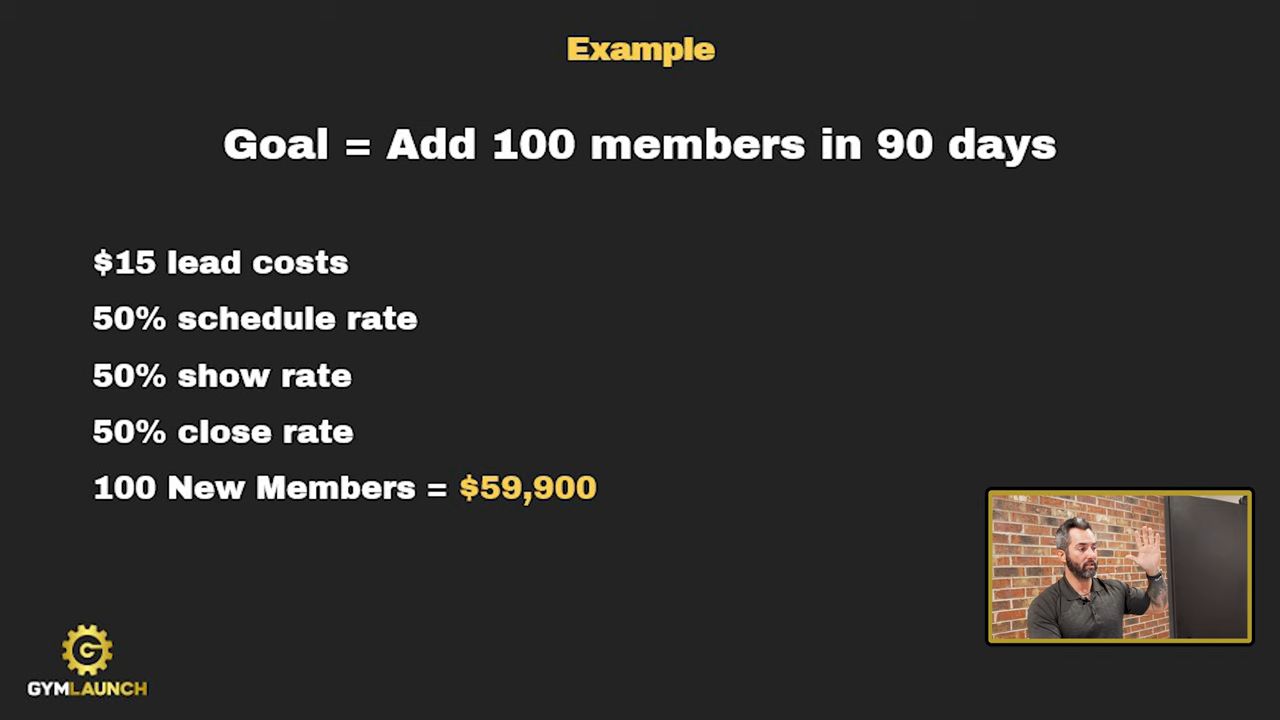 Example
Goal = Add 100 members in 90 days
$15 lead costs
50% schedule rate
50% show rate
50% close rate
100 New Members = $59,900
G
GYMLAUNCH